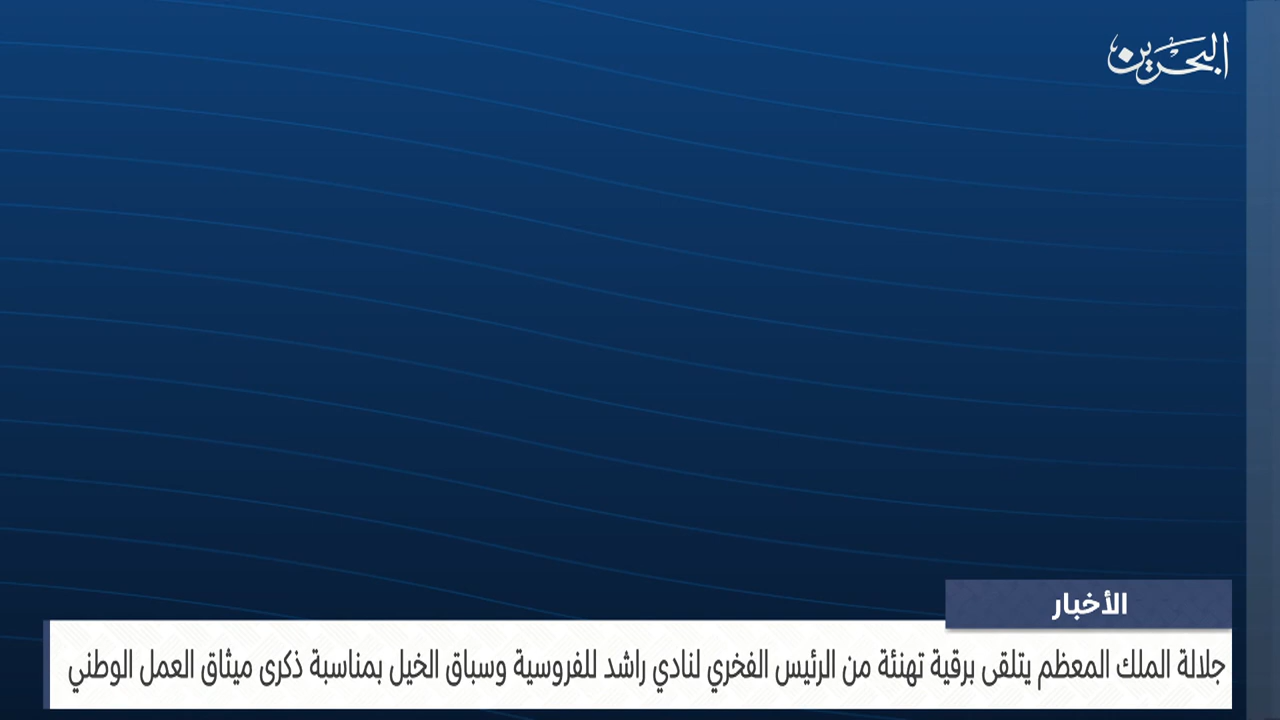 البحرين
الأخبار
جلالة الملك المعظم يتلقى برقية تهنئة من الرئيس الفخري لنادي راشد للفروسية وسباق الخيل بمناسبة ذكرى ميثاق العمل الوطني